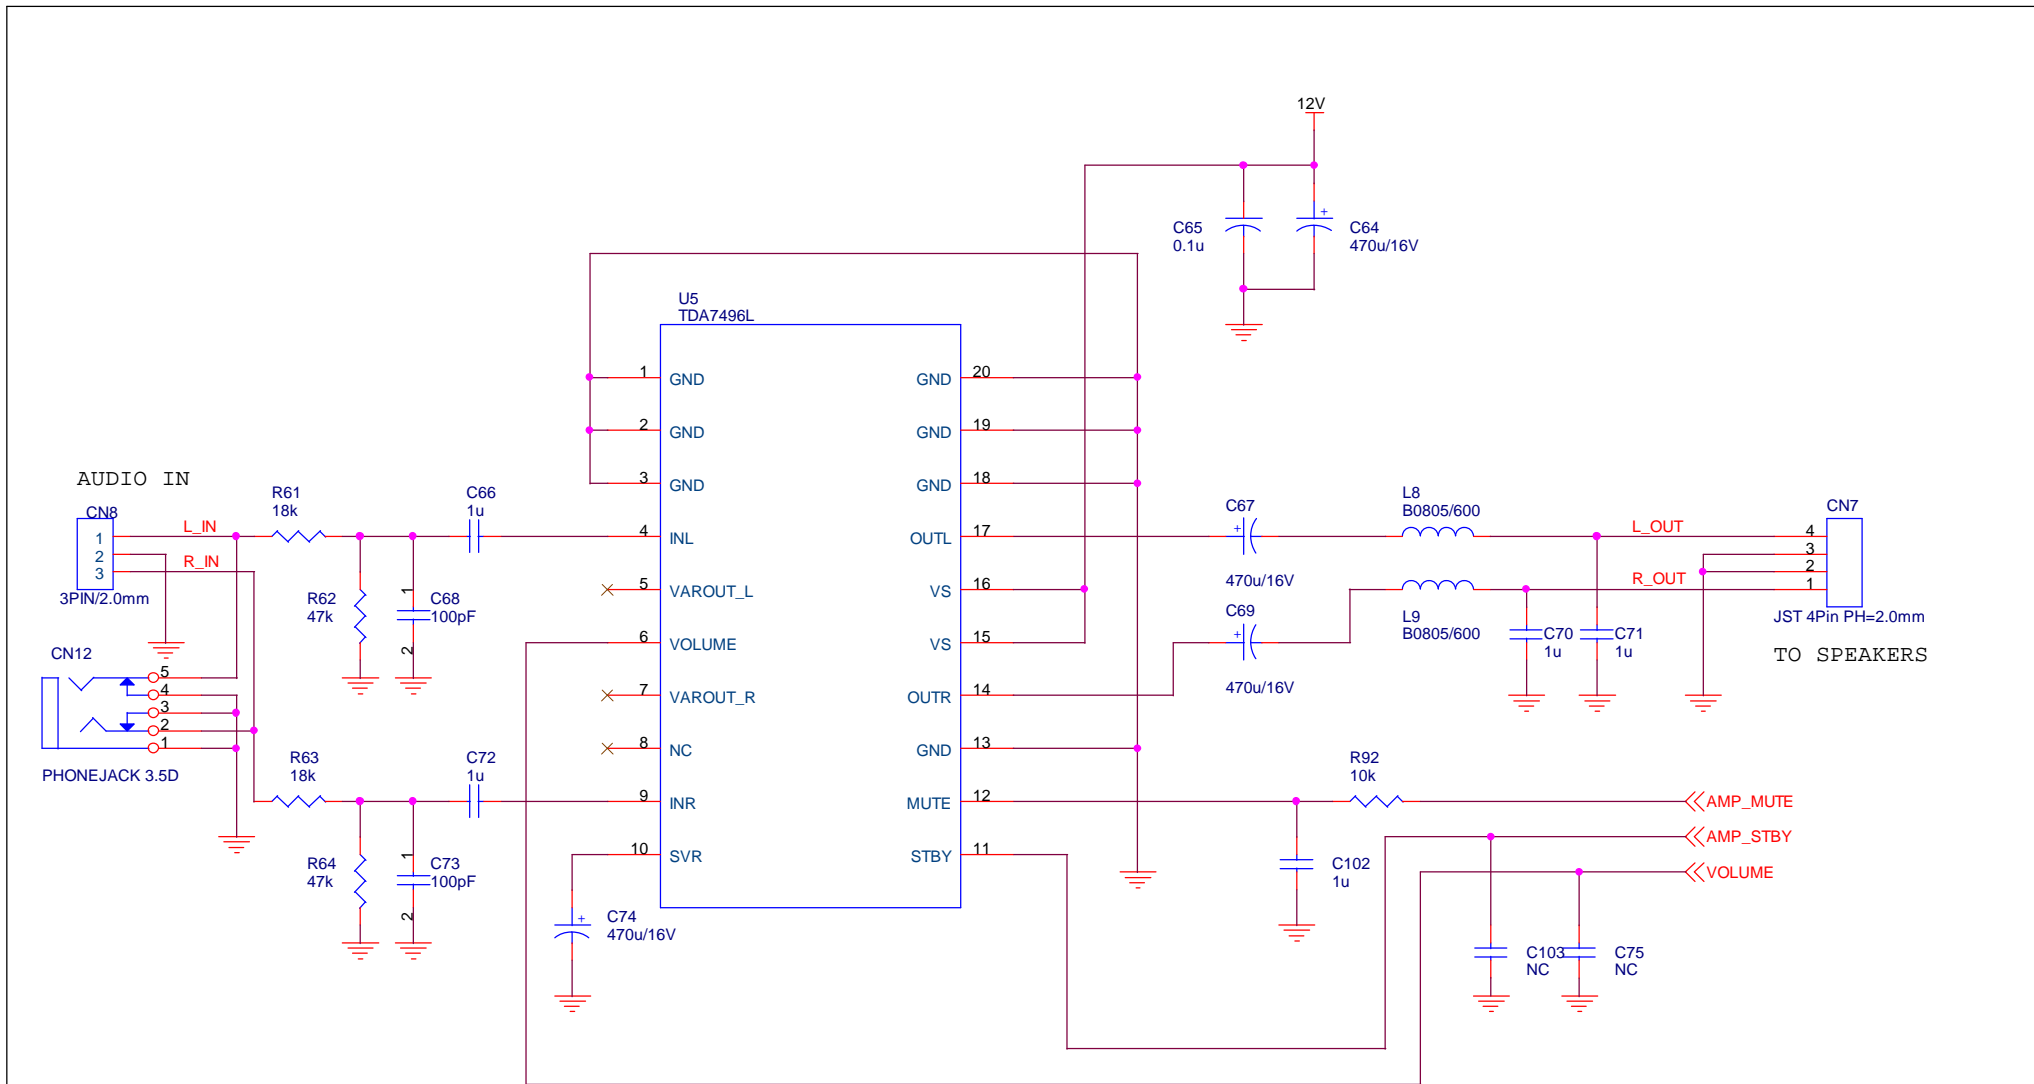 12V
C65
0.1u
C64
470u/16V
U5
TDA7496L
1 GND
2 GND
3 GND
4 INL
5 VAROUT_L
6 VOLUME
7 VAROUT_R
8 NC
9 INR
10 SVR
GND 20
GND 19
GND 18
OUTL 17
VS 16
VS 15
OUTR 14
GND 13
MUTE 12
STBY 11
AUDIO IN
CN8
1
2
3
3PIN/2.0mm
L_IN
R_IN
R61
18k
C66
1u
R62
47k
1
C68
100pF
2
CN12
5
4
3
2
1
PHONEJACK 3.5D
R63
18k
C72
1u
R64
47k
1
C73
100pF
2
+
C74
470u/16V
+
C67
+
470u/16V
C69
+
470u/16V
L8
B0805/600
L9
B0805/600
L_OUT
R_OUT
C70
1u
C71
1u
CN7
4
3
2
1
JST 4Pin PH=2.0mm
TO SPEAKERS
R92
10k
C102
1u
AMP_MUTE
AMP_STBY
VOLUME
C103
NC
C75
NC